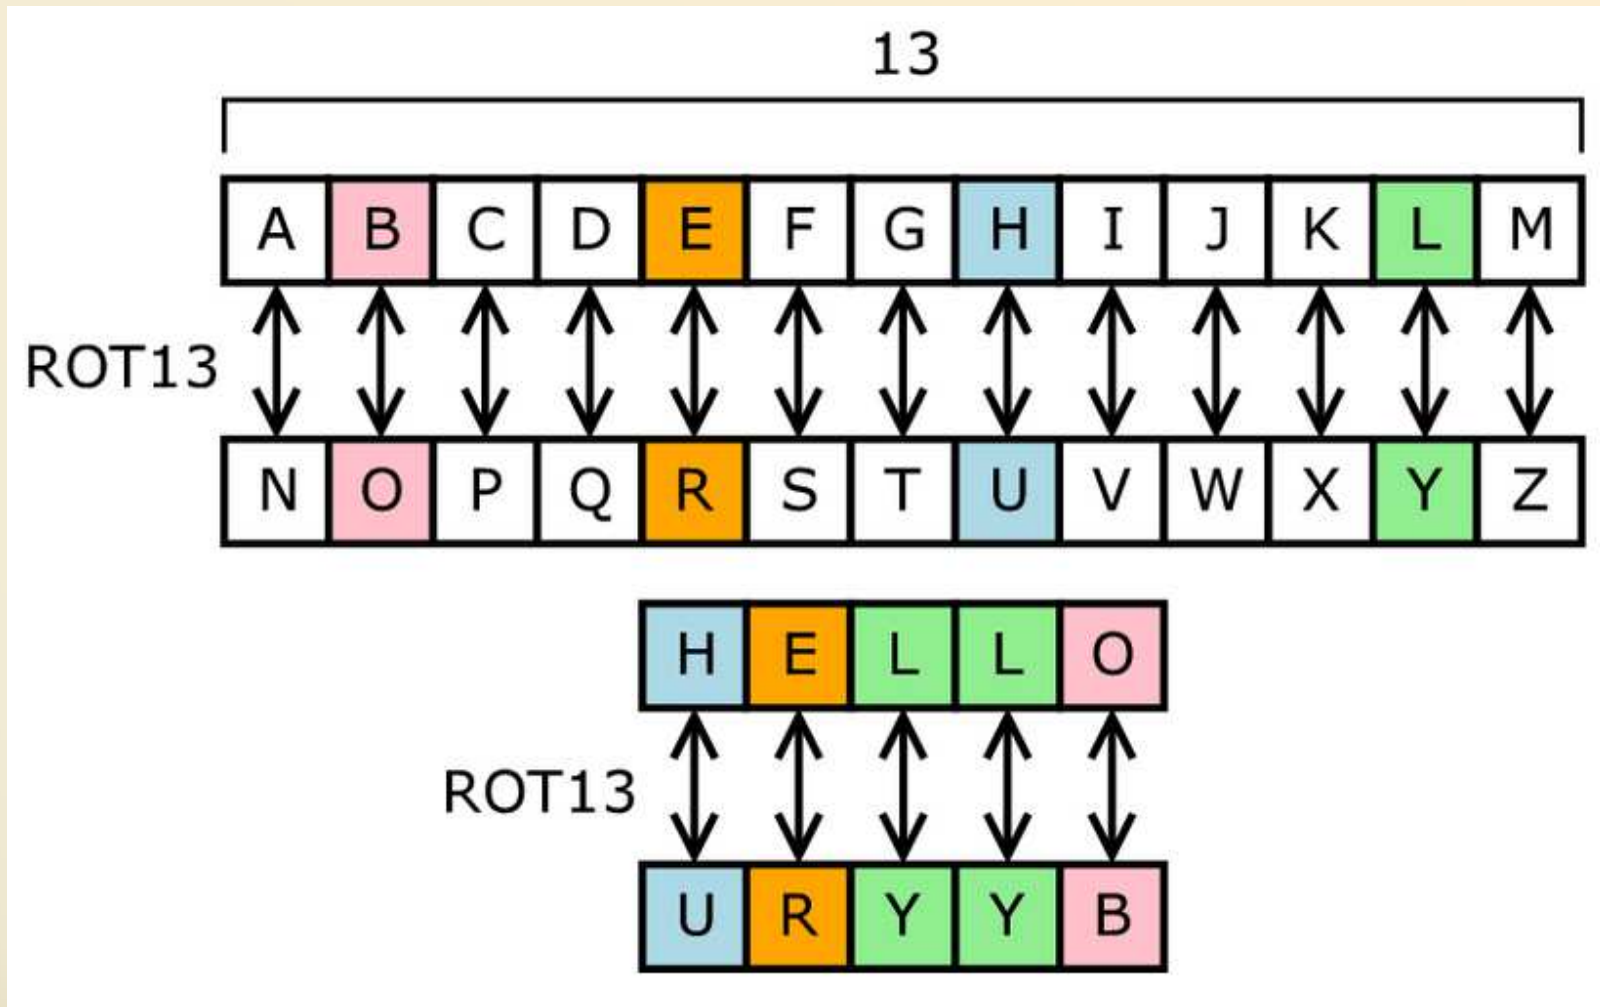 13
A B C D E F G H I J K L M
ROT13
N O P Q R S T U V W X Y Z
H E L L O
ROT13
U R Y Y B